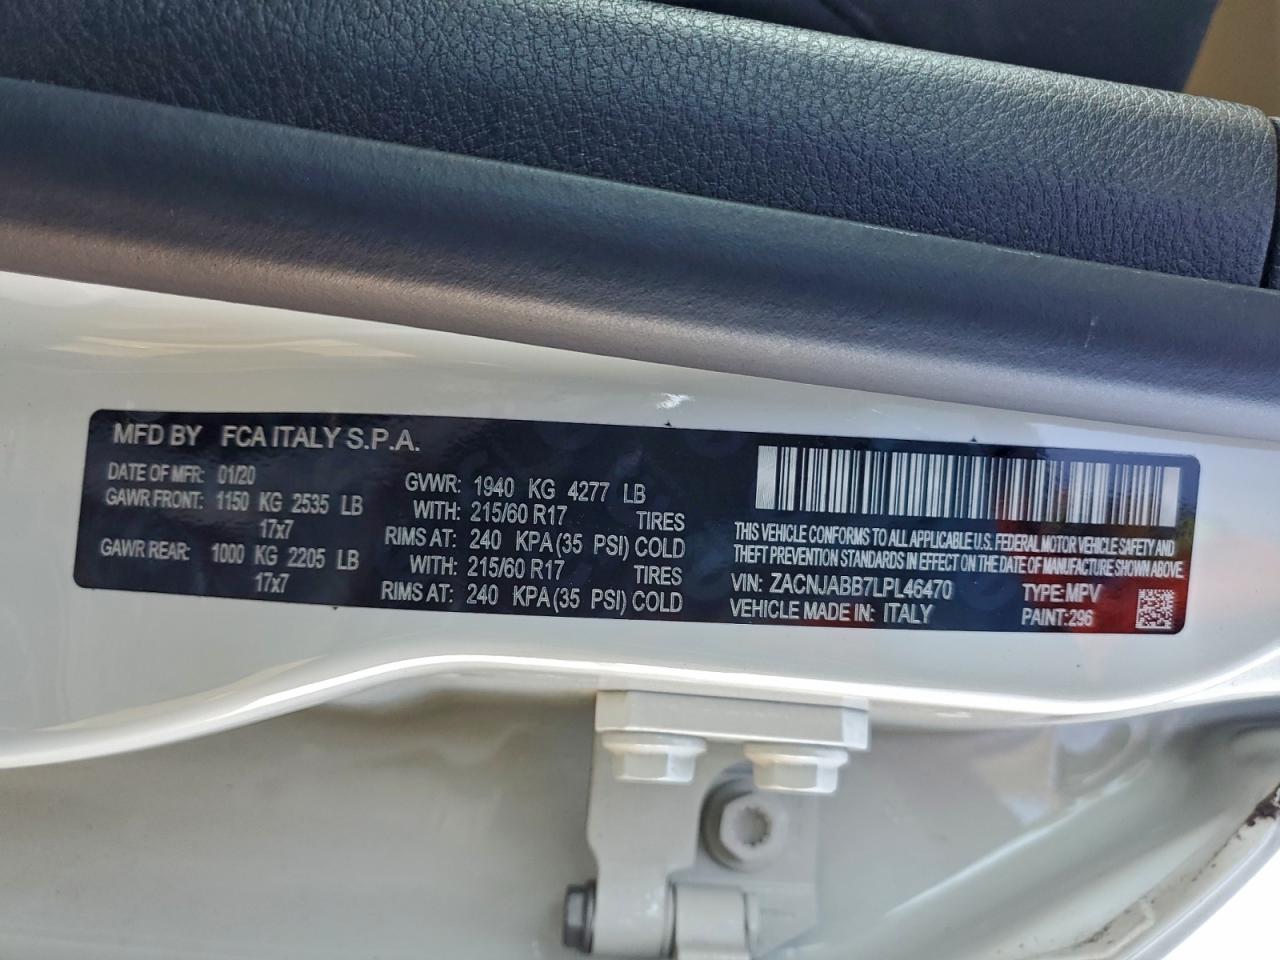 MFD BY FCA ITALY S.P.A.
DATE OF MFR: 01/20
GAWR FRONT: 1150 KG 2535 LB
17x7
GAWR REAR: 1000 KG 2205 LB
17x7
GVWR: 1940 KG 4277 LB
WITH: 215/60 R17 TIRES
RIMS AT: 240 KPA(35 PSI) COLD
WITH: 215/60 R17 TIRES
RIMS AT: 240 KPA(35 PSI) COLD
THIS VEHICLE CONFORMS TO ALL APPLICABLE U.S. FEDERAL MOTOR VEHICLE SAFETY AND
THEFT PREVENTION STANDARDS IN EFFECT ON THE DATE OF MANUFACTURE SHOWN ABOVE.
VIN: ZACNJABB7LPL46470 TYPE: MPV
VEHICLE MADE IN: ITALY PAINT: 296